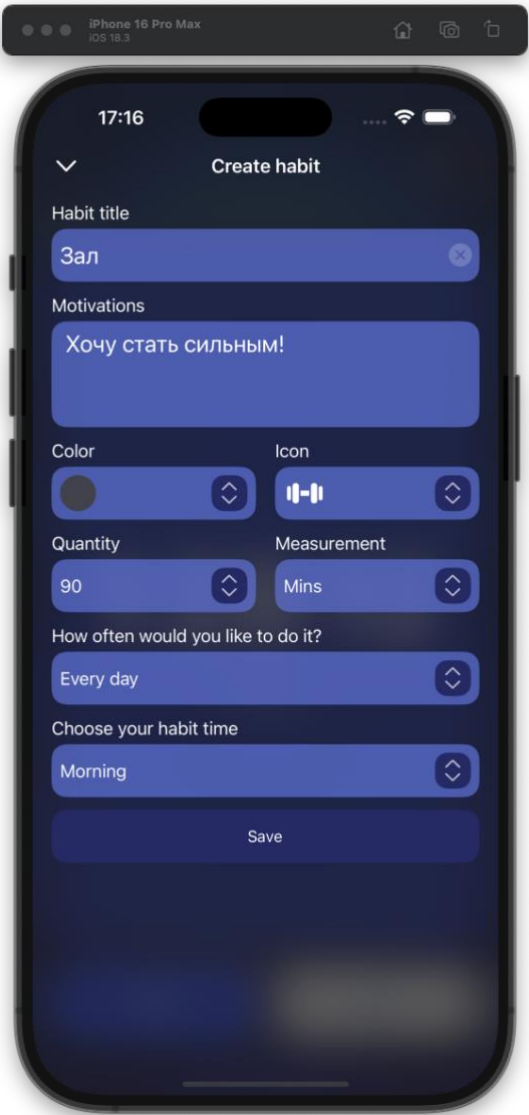 iPhone 16 Pro Max
iOS 18.3
17:16
Create habit
Habit title
Зал
Motivations
Хочу стать сильным!
Color
Icon
Quantity
Measurement
90
Mins
How often would you like to do it?
Every day
Choose your habit time
Morning
Save